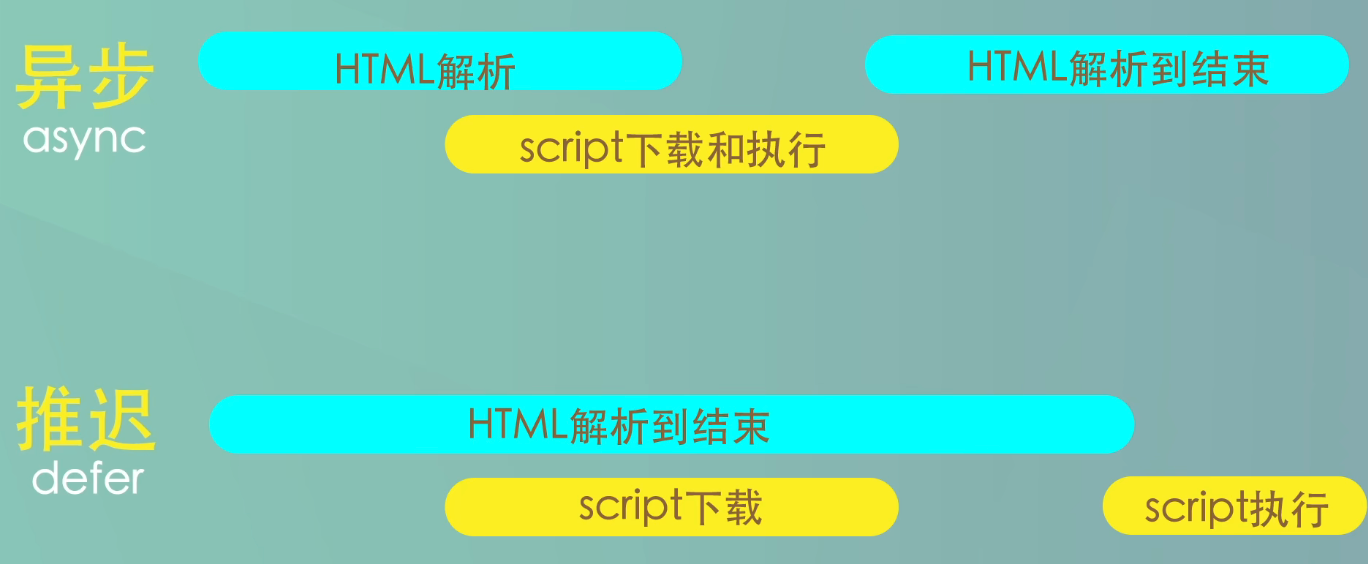 异步
async
HTML解析
HTML解析到结束
script下载和执行
推迟
defer
HTML解析到结束
script下载
script执行